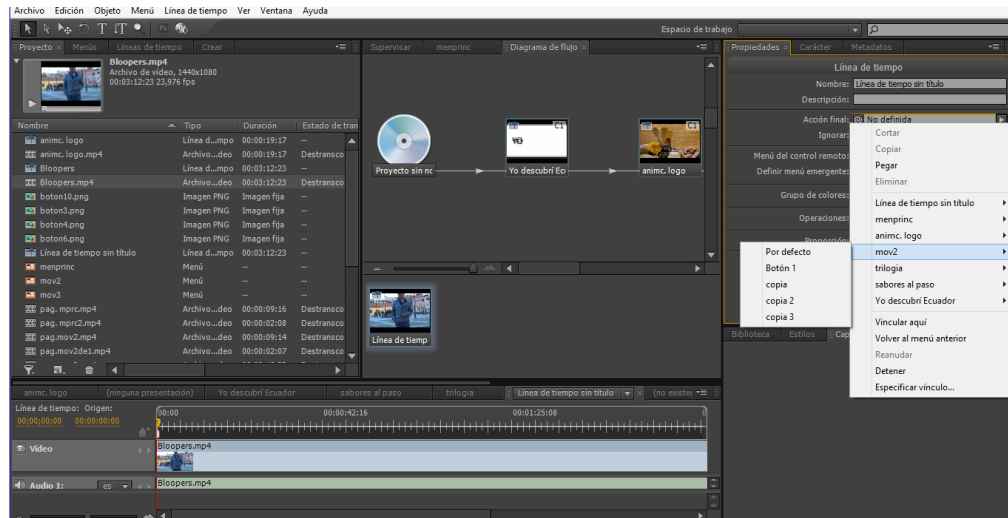 Archivo Edición Objeto Menú Línea de tiempo Ver Ventana Ayuda
Espacio de trabajo
Proyecto Menús Líneas de tiempo Crear
Bloopers.mp4
Archivo de vídeo, 1440x1080
00:03:12:23 23,976 fps
Nombre Tipo Duración Estado de tran
animc. logo Línea d...mpo 00:00:19:17 --
animc. logo.mp4 Archivo...deo 00:00:19:17 Destransco
Bloopers Línea d...mpo 00:03:12:23 --
Bloopers.mp4 Archivo...deo 00:03:12:23 Destransco
boton10.png Imagen PNG Imagen fija --
boton3.png Imagen PNG Imagen fija --
boton4.png Imagen PNG Imagen fija --
boton6.png Imagen PNG Imagen fija --
Línea de tiempo sin título Línea d...mpo 00:03:12:23 --
menprinc Menú -- --
mov2 Menú -- --
mov3 Menú -- --
pag. mprc.mp4 Archivo...deo 00:00:09:16 Destransco
pag. mprc2.mp4 Archivo...deo 00:00:02:08 Destransco
pag.mov2.mp4 Archivo...deo 00:00:09:14 Destransco
pag.mov2de1.mp4 Archivo...deo 00:00:02:07 Destransco
Supervisar menprinc Diagrama de flujo
Proyecto sin nc
C1
Yo descubrí Ecu
C1
animc. logo
Línea de tiemp
Propiedades Carácter Metadatos
Línea de tiempo
Nombre: Línea de tiempo sin título
Descripción:
Acción final: No definida
Ignorar:
Menú del control remoto:
Definir menú emergente:
Grupo de colores:
Operaciones:
Proporción:
Cortar
Copiar
Pegar
Eliminar
Línea de tiempo sin título
menprinc
animc. logo
mov2
trilogia
sabores al paso
Yo descubrí Ecuador
Vincular aquí
Volver al menú anterior
Reanudar
Detener
Especificar vínculo...
Por defecto
Botón 1
copia
copia 2
copia 3
Biblioteca Estilos Cap
animc. logo (ninguna presentación) Yo descubrí Ecuador sabores al paso trilogia Línea de tiempo sin título (no existe
Línea de tiempo: Origen:
00;00;00;00 00:00:00:00
00:00 00:00:42:16 00:01:25:08 0
Vídeo
Bloopers.mp4
Audio 1: es
Bloopers.mp4